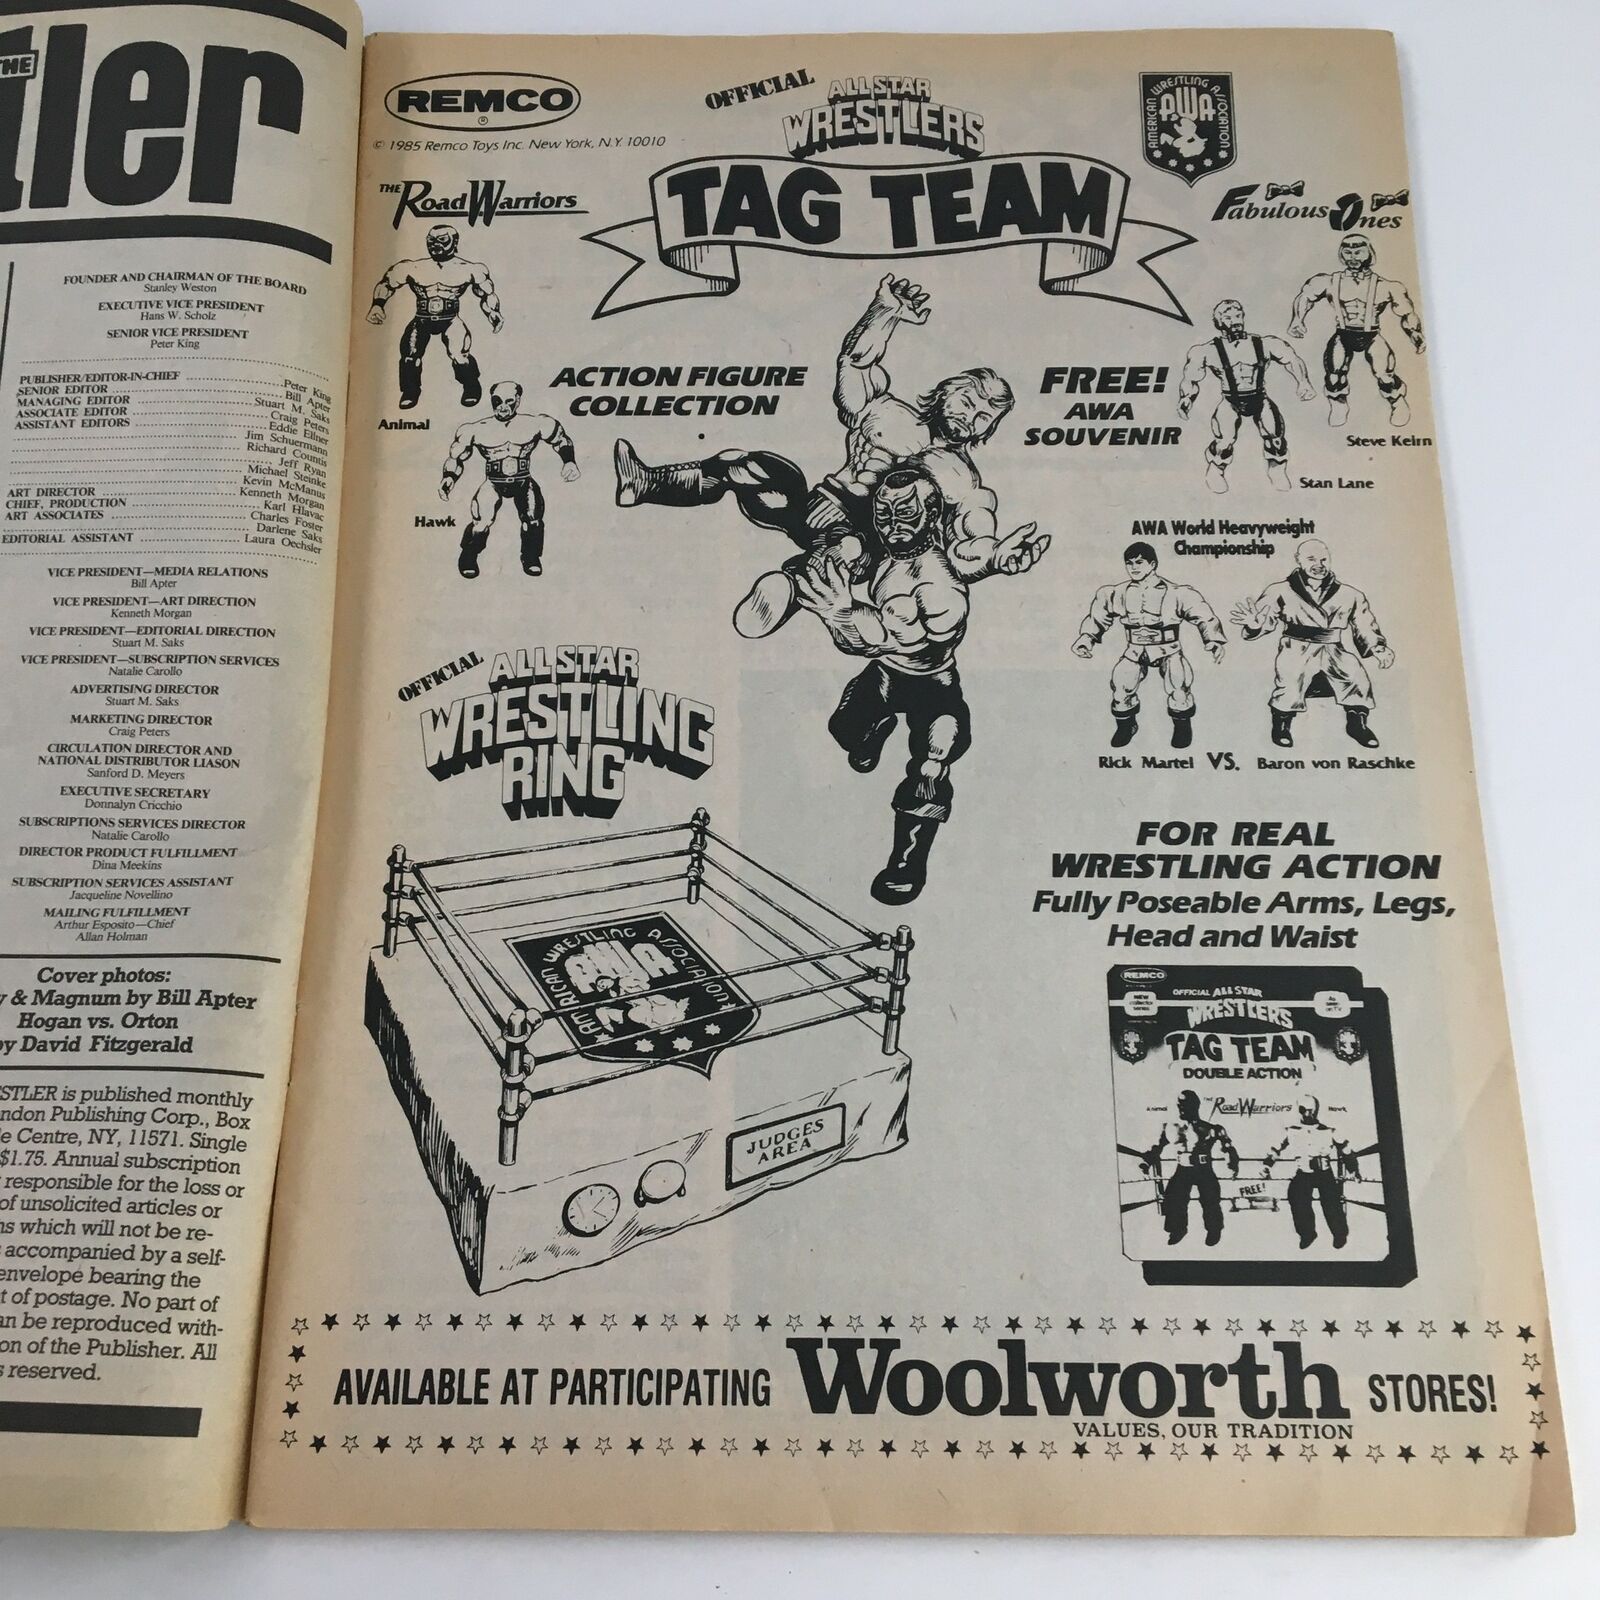 THE
tler
FOUNDER AND CHAIRMAN OF THE BOARD
Stanley Weston
EXECUTIVE VICE PRESIDENT
Hans W. Scholz
SENIOR VICE PRESIDENT
Peter King
PUBLISHER/EDITOR-IN-CHIEF Peter King
SENIOR EDITOR Bill Apter
MANAGING EDITOR Stuart M. Saks
ASSOCIATE EDITOR Craig Peters
ASSISTANT EDITORS Eddie Ellner
Jim Schuermann
Richard Countis
Jeff Ryan
Michael Steinke
Kevin McManus
ART DIRECTOR Kenneth Morgan
CHIEF, PRODUCTION Karl Hlavac
ART ASSOCIATES Charles Foster
Darlene Saks
EDITORIAL ASSISTANT Laura Oechsler
VICE PRESIDENT—MEDIA RELATIONS
Bill Apter
VICE PRESIDENT—ART DIRECTION
Kenneth Morgan
VICE PRESIDENT—EDITORIAL DIRECTION
Stuart M. Saks
VICE PRESIDENT—SUBSCRIPTION SERVICES
Natalie Carollo
ADVERTISING DIRECTOR
Stuart M. Saks
MARKETING DIRECTOR
Craig Peters
CIRCULATION DIRECTOR AND
NATIONAL DISTRIBUTOR LIASON
Sanford D. Meyers
EXECUTIVE SECRETARY
Donnalyn Cricchio
SUBSCRIPTIONS SERVICES DIRECTOR
Natalie Carollo
DIRECTOR PRODUCT FULFILLMENT
Dina Meekins
SUBSCRIPTION SERVICES ASSISTANT
Jacqueline Novellino
MAILING FULFILLMENT
Arthur Esposito—Chief
Allan Holman
Cover photos:
y & Magnum by Bill Apter
Hogan vs. Orton
by David Fitzgerald
ESTLER is published monthly
ndon Publishing Corp., Box
le Centre, NY, 11571. Single
$1.75. Annual subscription
responsible for the loss or
of unsolicited articles or
ns which will not be re-
accompanied by a self-
envelope bearing the
t of postage. No part of
an be reproduced with-
on of the Publisher. All
s reserved.
REMCO
®
© 1985 Remco Toys Inc. New York, N.Y. 10010
OFFICIAL ALL STAR
WRESTLERS
TAG TEAM
AMERICAN WRESTLING ASSOCIATION
AWA
THE Road Warriors
Animal
Hawk
ACTION FIGURE
COLLECTION
FREE!
AWA
SOUVENIR
Fabulous Ones
Steve Keirn
Stan Lane
AWA World Heavyweight
Championship
Rick Martel VS. Baron von Raschke
OFFICIAL ALL STAR
WRESTLING
RING
AMERICAN WRESTLING ASSOCIATION
AWA
JUDGES
AREA
FOR REAL
WRESTLING ACTION
Fully Poseable Arms, Legs,
Head and Waist
REMCO
OFFICIAL ALL STAR
WRESTLERS
TAG TEAM
DOUBLE ACTION
Animal THE Road Warriors Hawk
FREE!
AVAILABLE AT PARTICIPATING Woolworth STORES!
VALUES, OUR TRADITION